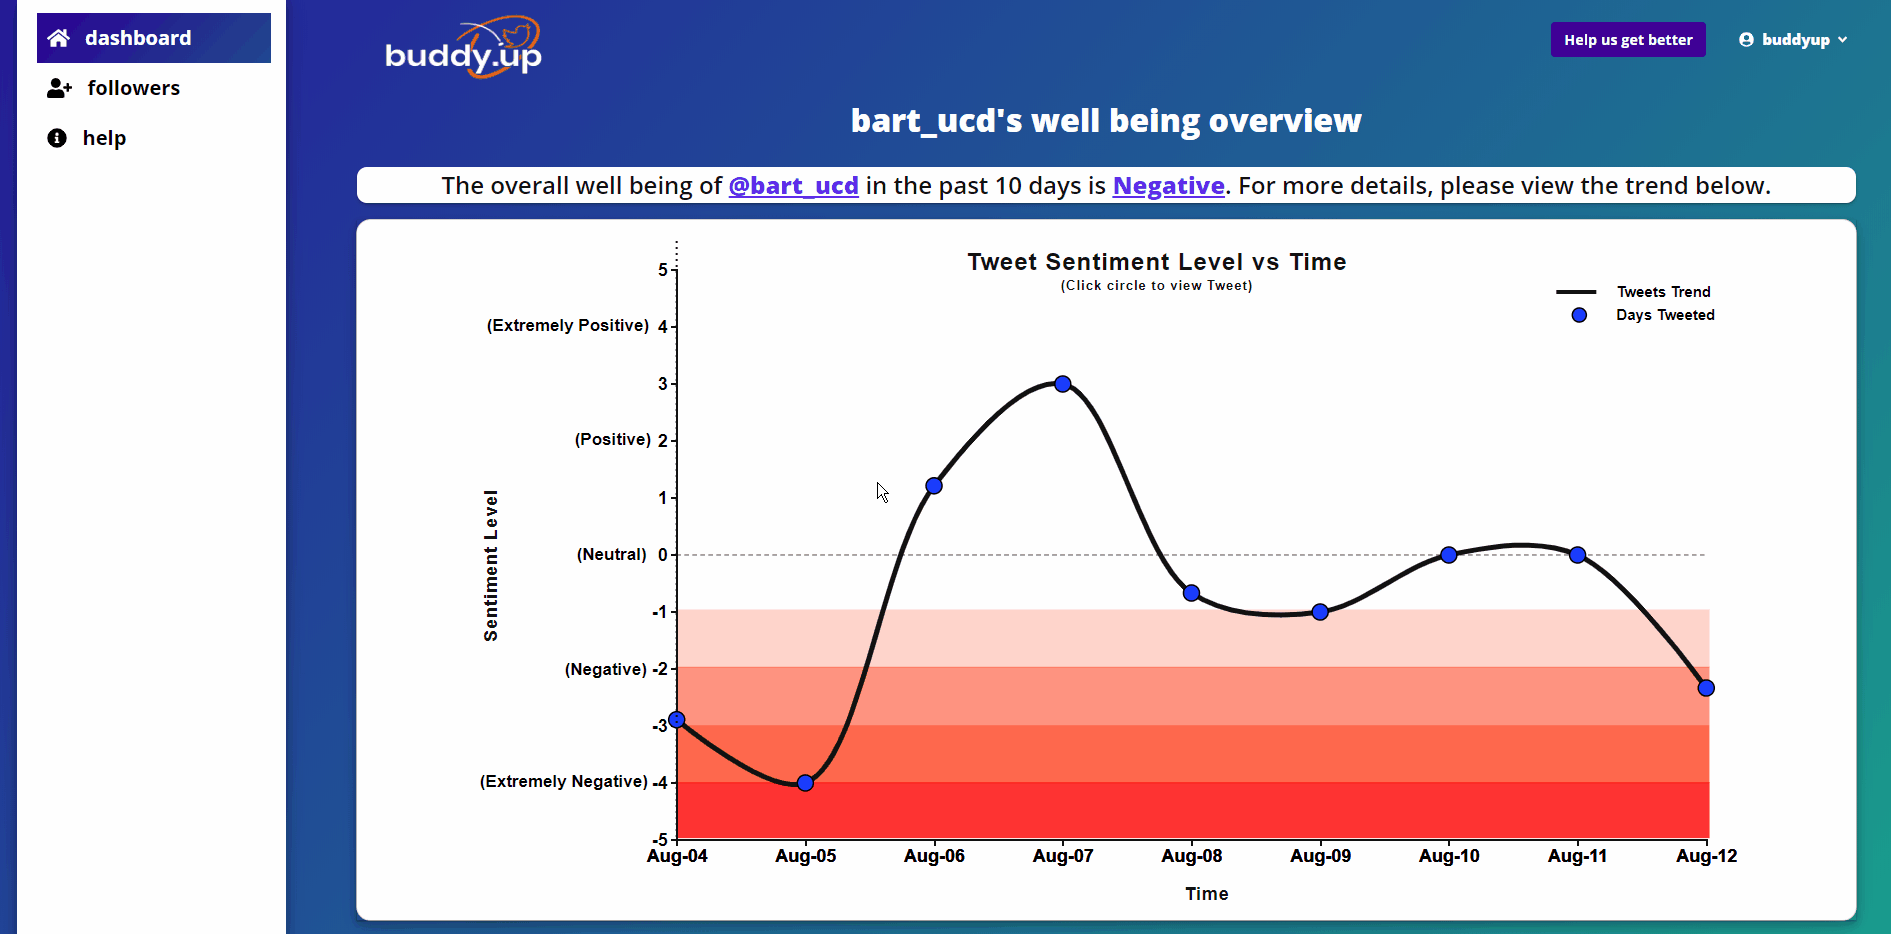 dashboard
followers
help
buddy.up
Help us get better
buddyup
bart_ucd's well being overview
The overall well being of @bart_ucd in the past 10 days is Negative. For more details, please view the trend below.
Tweet Sentiment Level vs Time
(Click circle to view Tweet)
Tweets Trend
Days Tweeted
5
(Extremely Positive) 4
3
(Positive) 2
1
(Neutral) 0
-1
(Negative) -2
-3
(Extremely Negative) -4
-5
Sentiment Level
Aug-04 Aug-05 Aug-06 Aug-07 Aug-08 Aug-09 Aug-10 Aug-11 Aug-12
Time